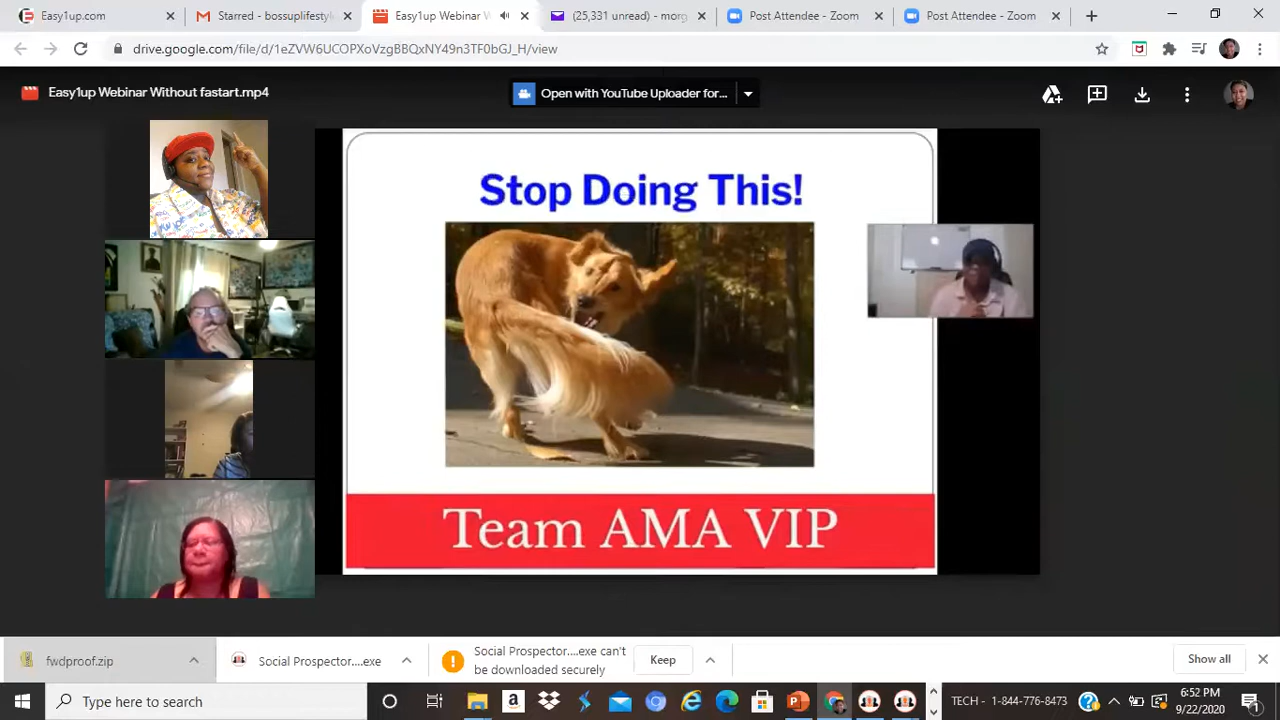 Easy1up.com
Starred - bossuplifestyl
Easy1up Webinar W
(25,331 unread) - morg
Post Attendee - Zoom
Post Attendee - Zoom
drive.google.com/file/d/1eZVW6UCOPXoVzgBBQxNY49n3TF0bGJ_H/view
Easy1up Webinar Without fastart.mp4
Open with YouTube Uploader for...
Stop Doing This!
Team AMA VIP
fwdproof.zip
Social Prospector....exe
Social Prospector....exe can't
be downloaded securely
Keep
Show all
Type here to search
TECH - 1-844-776-8473
6:52 PM
9/22/2020